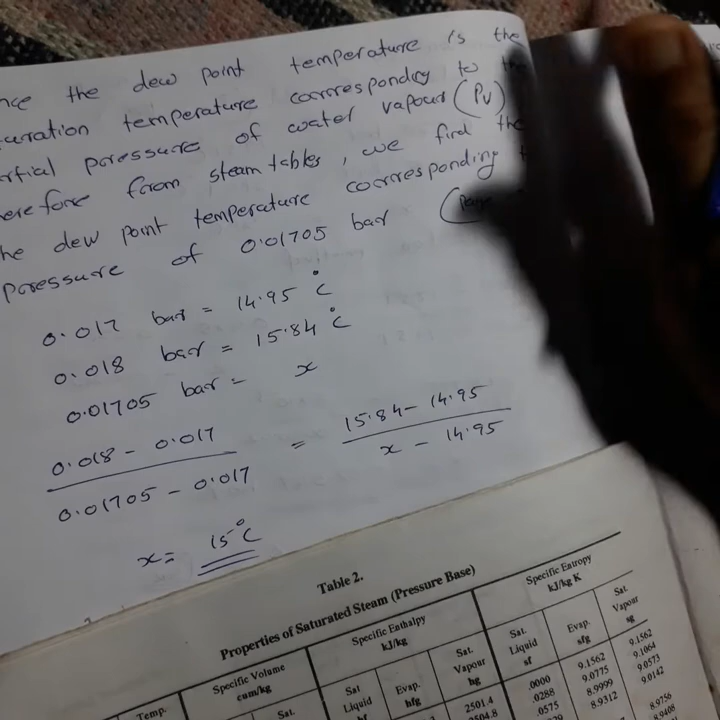 the dew point temperature is the
temperature corresponding to
pressure of water vapour (Pv)
from steam tables, we find the
dew point temperature corresponding
pressure of 0.01705 bar
0.017 bar = 14.95 °C
0.018 bar = 15.84 °C
0.01705 bar = x
0.018 - 0.017 = 15.84 - 14.95
0.01705 - 0.017 x - 14.95
x = 15°C
Table 2.
Properties of Saturated Steam (Pressure Base)
Temp. Specific Volume cum/kg Specific Enthalpy kJ/kg Specific Entropy kJ/kg K
Sat. Sat Liquid Evap. hfg Sat. Vapour hg Sat. Liquid sf Evap. sfg Sat. Vapour sg
2501.4 .0000 9.1562 9.1562
.0288 9.0775 9.1064
.0575 8.9999 9.0573
8.9312 9.0142
8.9756